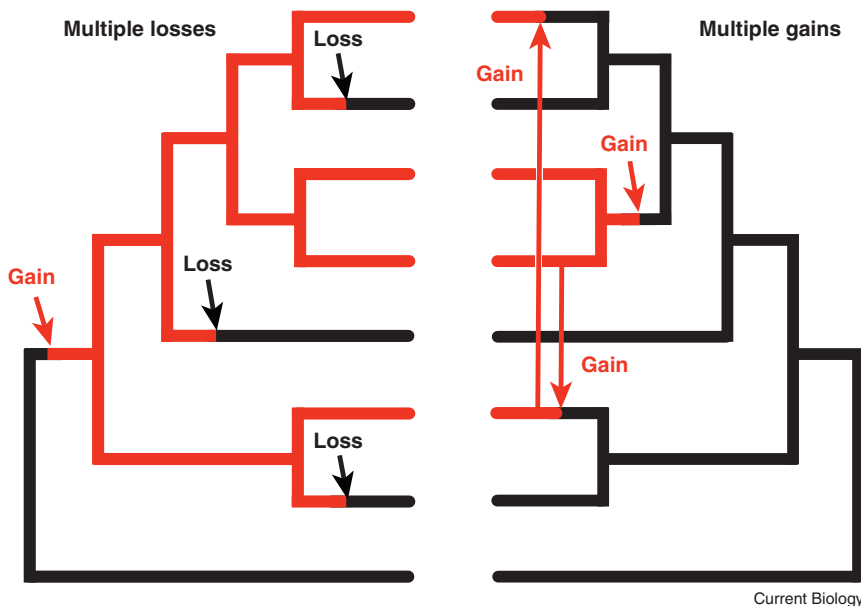 Multiple losses
Multiple gains
Loss
Gain
Gain
Loss
Gain
Gain
Loss
Current Biology